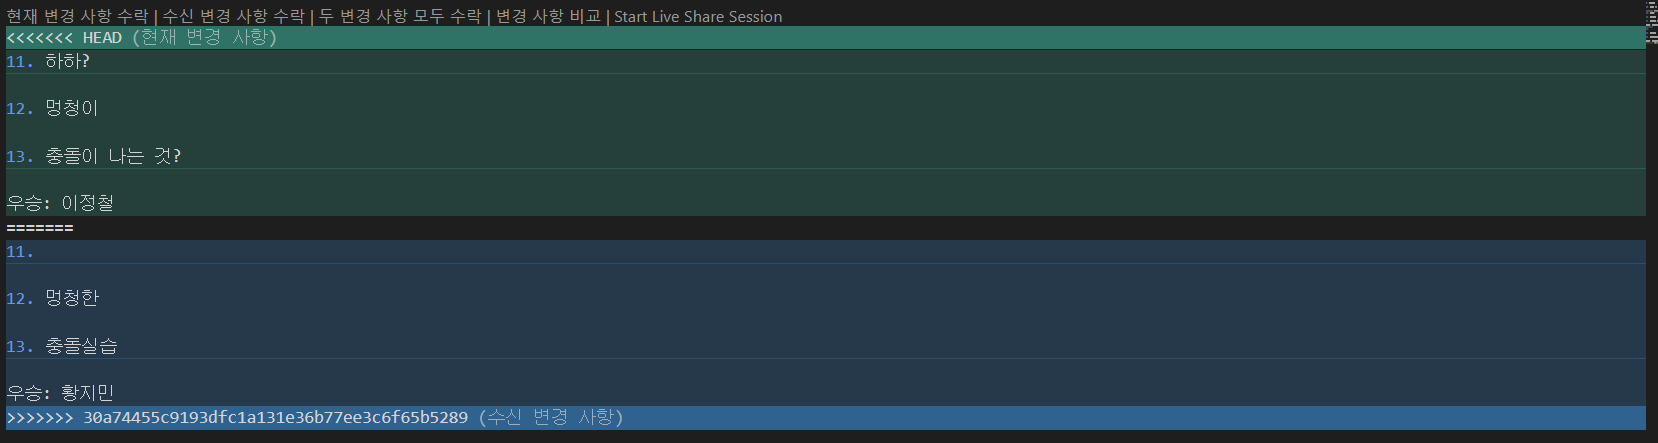 현재 변경 사항 수락 | 수신 변경 사항 수락 | 두 변경 사항 모두 수락 | 변경 사항 비교 | Start Live Share Session
<<<<<<< HEAD (현재 변경 사항)
11. 하하?
12. 멍청이
13. 충돌이 나는 것?
우승: 이정철
=======
11.
12. 멍청한
13. 충돌실습
우승: 황지민
>>>>>>> 30a74455c9193dfc1a131e36b77ee3c6f65b5289 (수신 변경 사항)